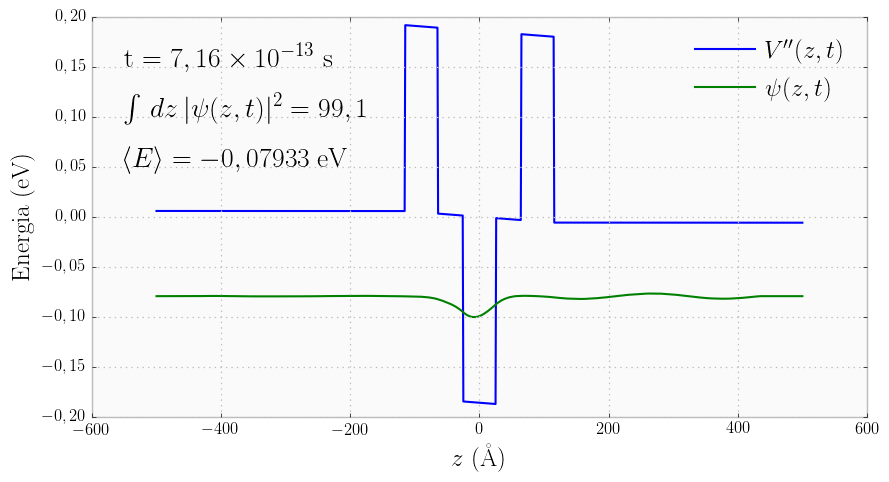 t = 7,16 × 10⁻¹³ s
∫ dz |ψ(z,t)|² = 99,1
⟨E⟩ = −0,07933 eV
V''(z,t)
ψ(z,t)
Energia (eV)
0,20
0,15
0,10
0,05
0,00
−0,05
−0,10
−0,15
−0,20
−600 −400 −200 0 200 400 600
z (Å)